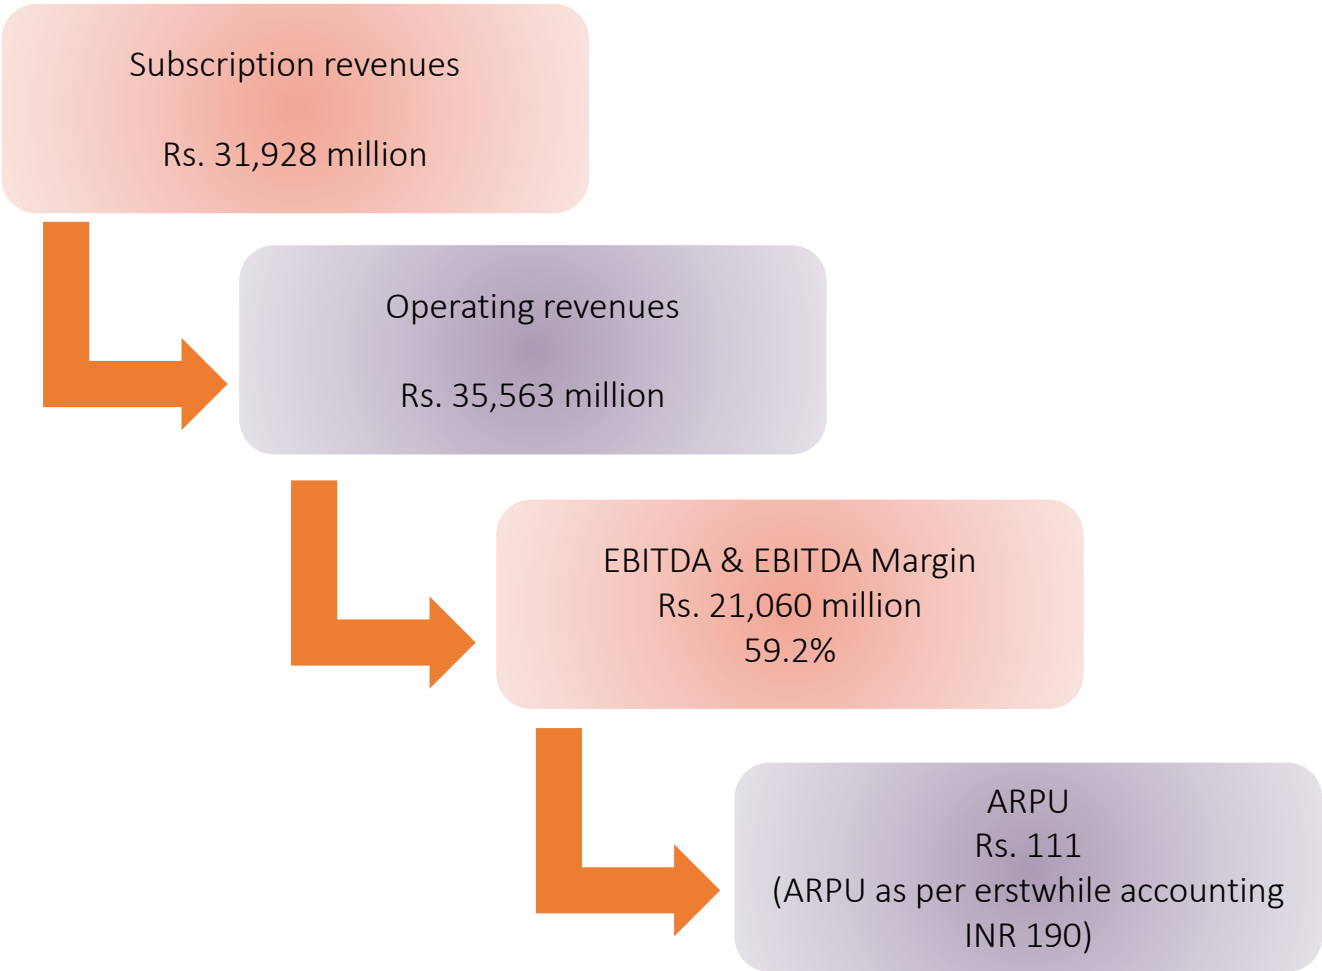 Subscription revenues
Rs. 31,928 million
Operating revenues
Rs. 35,563 million
EBITDA & EBITDA Margin
Rs. 21,060 million
59.2%
ARPU
Rs. 111
(ARPU as per erstwhile accounting
INR 190)